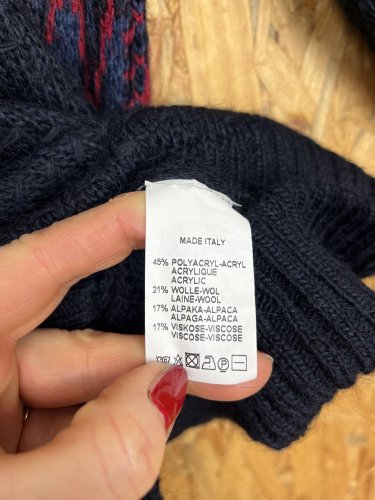 MADE ITALY
45% POLYACRYL-ACRYL
ACRYLIQUE
ACRYLIC
21% WOLLE-WOL
LAINE-WOOL
17% ALPAKA-ALPACA
ALPAGA-ALPACA
17% VISKOSE-VISCOSE
VISCOSE-VISCOSE